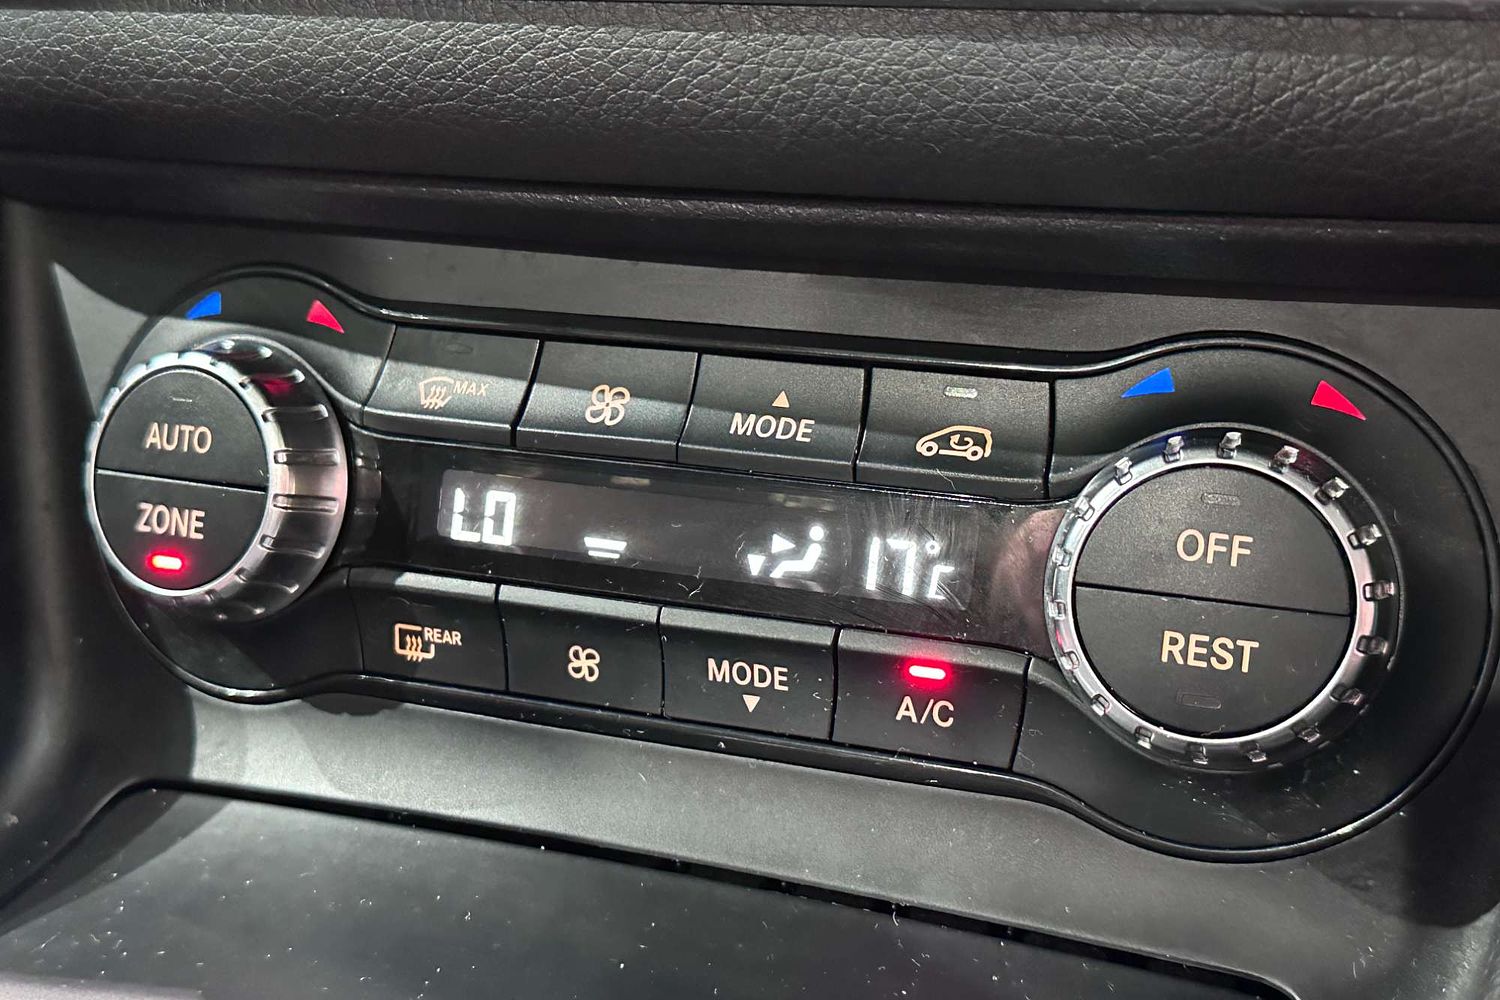 MAX
MODE
AUTO
ZONE
LO
17°C
OFF
REST
REAR
MODE
A/C